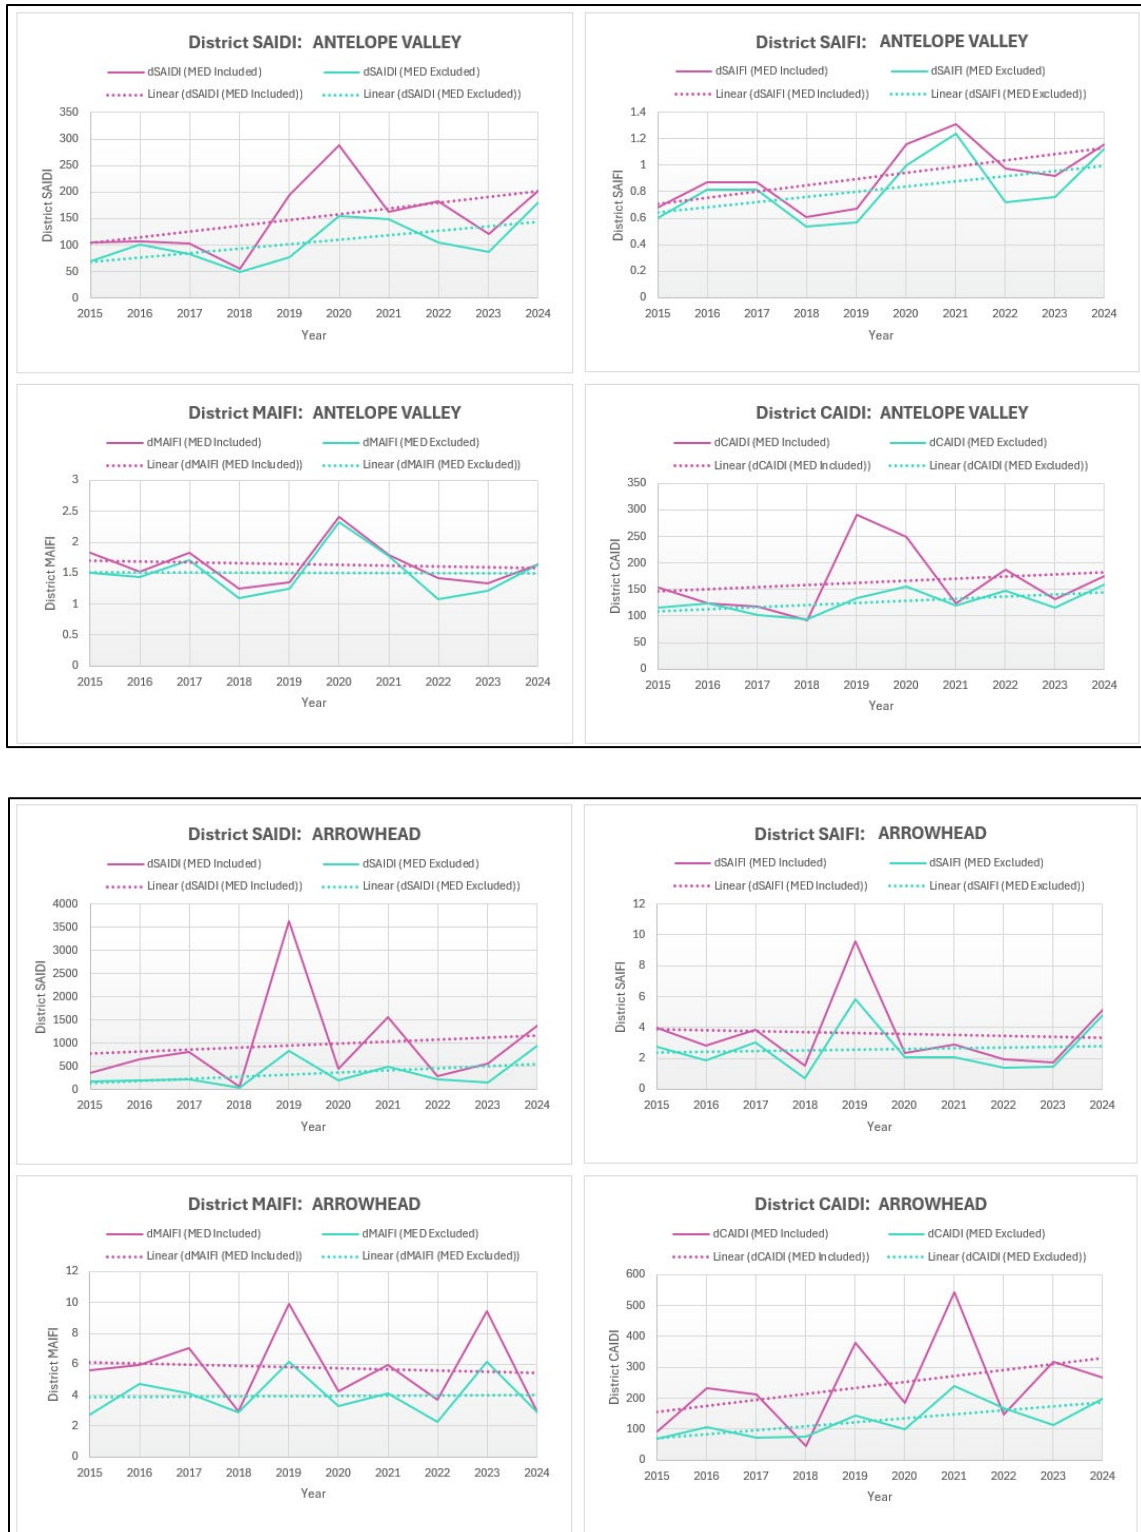 District SAIDI: ANTELOPE VALLEY
dSAIDI (MED Included) dSAIDI (MED Excluded)
Linear (dSAIDI (MED Included)) Linear (dSAIDI (MED Excluded))
350
300
250
200
150
100
50
0
District SAIDI
2015 2016 2017 2018 2019 2020 2021 2022 2023 2024
Year
District SAIFI: ANTELOPE VALLEY
dSAIFI (MED Included) dSAIFI (MED Excluded)
Linear (dSAIFI (MED Included)) Linear (dSAIFI (MED Excluded))
1.4
1.2
1
0.8
0.6
0.4
0.2
0
District SAIFI
2015 2016 2017 2018 2019 2020 2021 2022 2023 2024
Year
District MAIFI: ANTELOPE VALLEY
dMAIFI (MED Included) dMAIFI (MED Excluded)
Linear (dMAIFI (MED Included)) Linear (dMAIFI (MED Excluded))
3
2.5
2
1.5
1
0.5
0
District MAIFI
2015 2016 2017 2018 2019 2020 2021 2022 2023 2024
Year
District CAIDI: ANTELOPE VALLEY
dCAIDI (MED Included) dCAIDI (MED Excluded)
Linear (dCAIDI (MED Included)) Linear (dCAIDI (MED Excluded))
350
300
250
200
150
100
50
0
District CAIDI
2015 2016 2017 2018 2019 2020 2021 2022 2023 2024
Year
District SAIDI: ARROWHEAD
dSAIDI (MED Included) dSAIDI (MED Excluded)
Linear (dSAIDI (MED Included)) Linear (dSAIDI (MED Excluded))
4000
3500
3000
2500
2000
1500
1000
500
0
District SAIDI
2015 2016 2017 2018 2019 2020 2021 2022 2023 2024
Year
District SAIFI: ARROWHEAD
dSAIFI (MED Included) dSAIFI (MED Excluded)
Linear (dSAIFI (MED Included)) Linear (dSAIFI (MED Excluded))
12
10
8
6
4
2
0
District SAIFI
2015 2016 2017 2018 2019 2020 2021 2022 2023 2024
Year
District MAIFI: ARROWHEAD
dMAIFI (MED Included) dMAIFI (MED Excluded)
Linear (dMAIFI (MED Included)) Linear (dMAIFI (MED Excluded))
12
10
8
6
4
2
0
District MAIFI
2015 2016 2017 2018 2019 2020 2021 2022 2023 2024
Year
District CAIDI: ARROWHEAD
dCAIDI (MED Included) dCAIDI (MED Excluded)
Linear (dCAIDI (MED Included)) Linear (dCAIDI (MED Excluded))
600
500
400
300
200
100
0
District CAIDI
2015 2016 2017 2018 2019 2020 2021 2022 2023 2024
Year